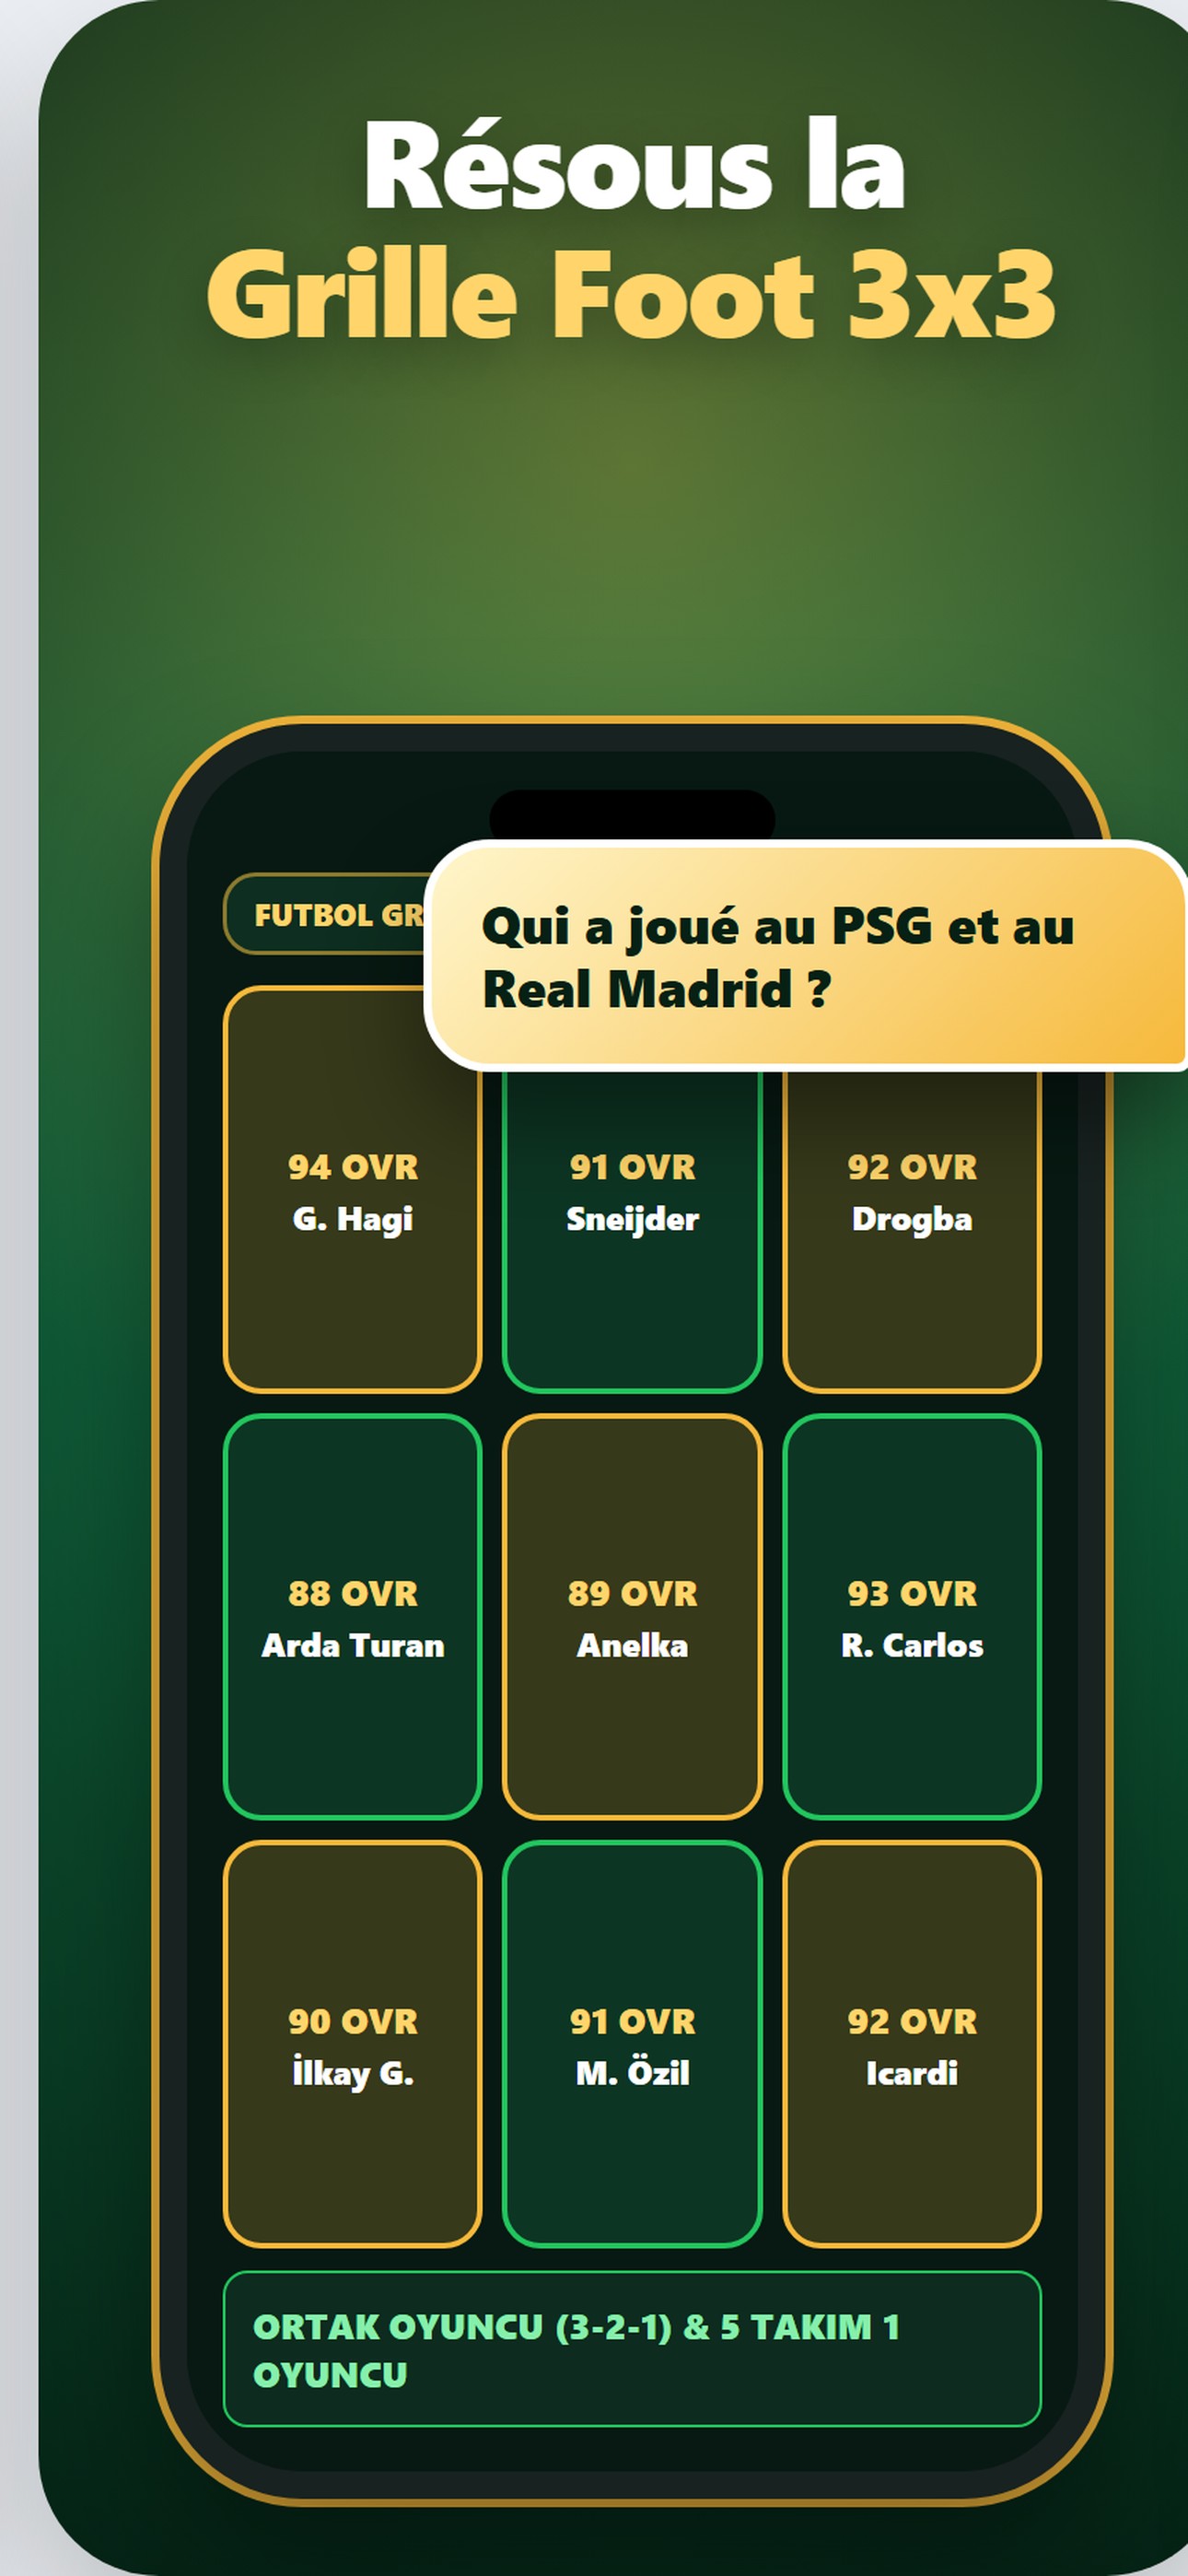 Résous la
Grille Foot 3x3
FUTBOL GR
Qui a joué au PSG et au
Real Madrid ?
94 OVR
G. Hagi
91 OVR
Sneijder
92 OVR
Drogba
88 OVR
Arda Turan
89 OVR
Anelka
93 OVR
R. Carlos
90 OVR
İlkay G.
91 OVR
M. Özil
92 OVR
Icardi
ORTAK OYUNCU (3-2-1) & 5 TAKIM 1
OYUNCU